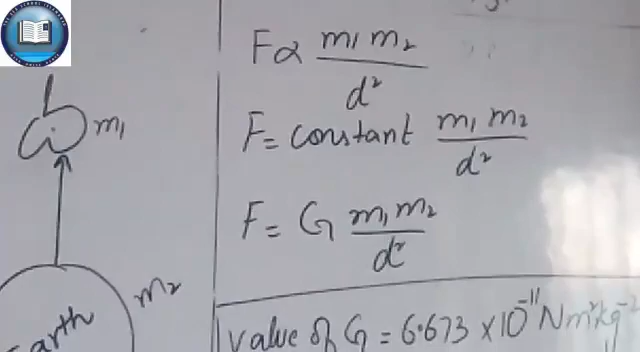 F∝ m₁ m₂ / d²
m₁
F= constant m₁ m₂ / d²
F= G m₁ m₂ / d²
m₂
Earth
value of G = 6.673 ×10⁻¹¹ Nm²kg⁻²